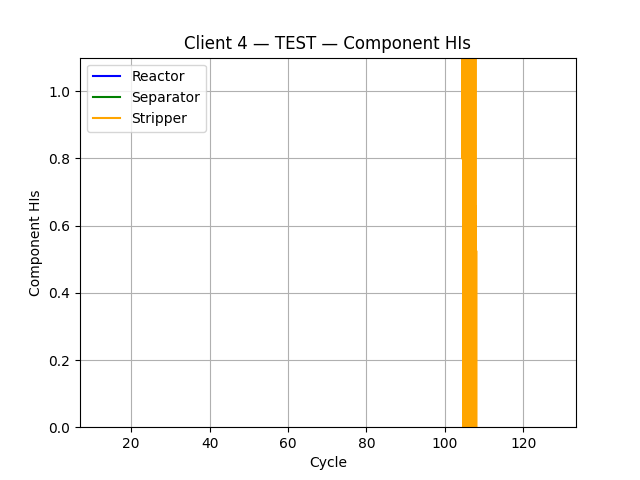 Client 4 — TEST — Component HIs
Reactor
Separator
Stripper
Component HIs
1.0
0.8
0.6
0.4
0.2
0.0
20 40 60 80 100 120
Cycle